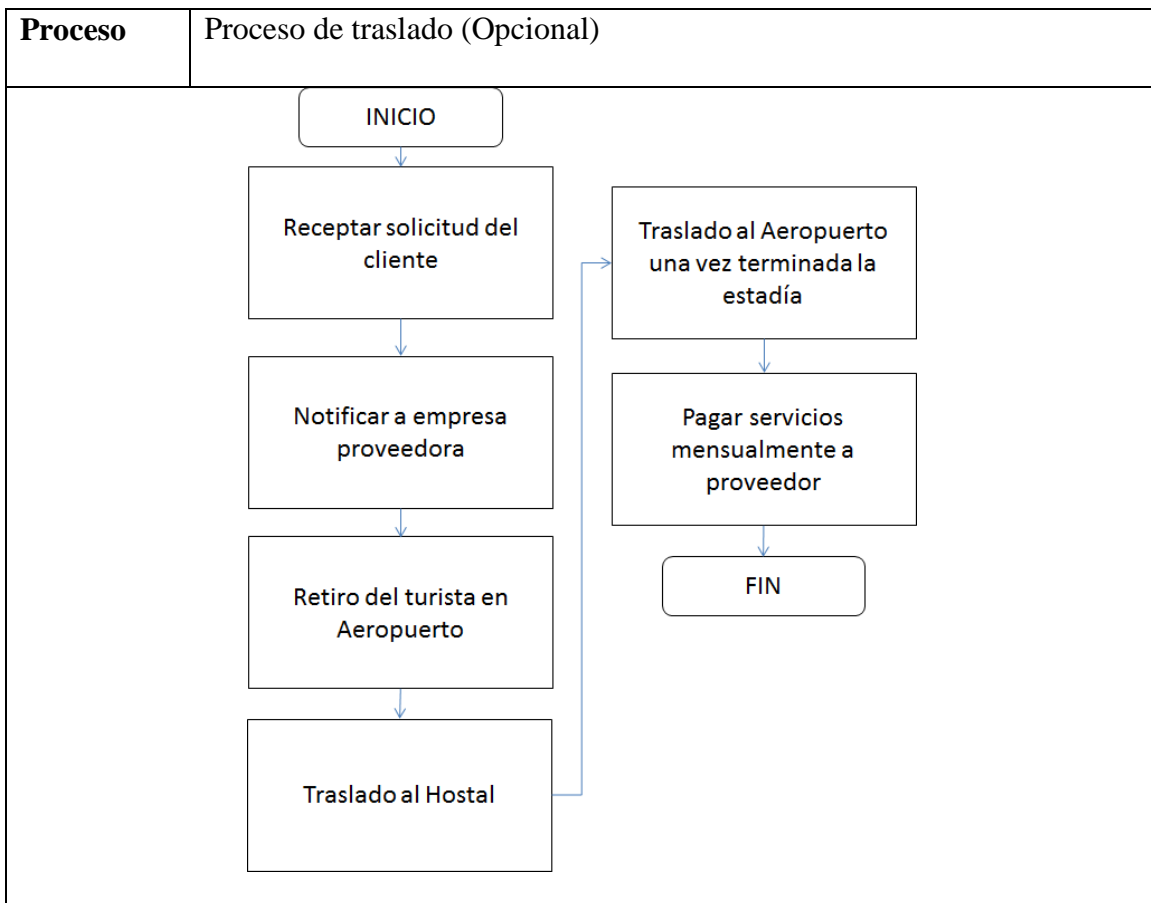 Proceso
Proceso de traslado (Opcional)
INICIO
Receptar solicitud del
cliente
Notificar a empresa
proveedora
Retiro del turista en
Aeropuerto
Traslado al Hostal
Traslado al Aeropuerto
una vez terminada la
estadía
Pagar servicios
mensualmente a
proveedor
FIN